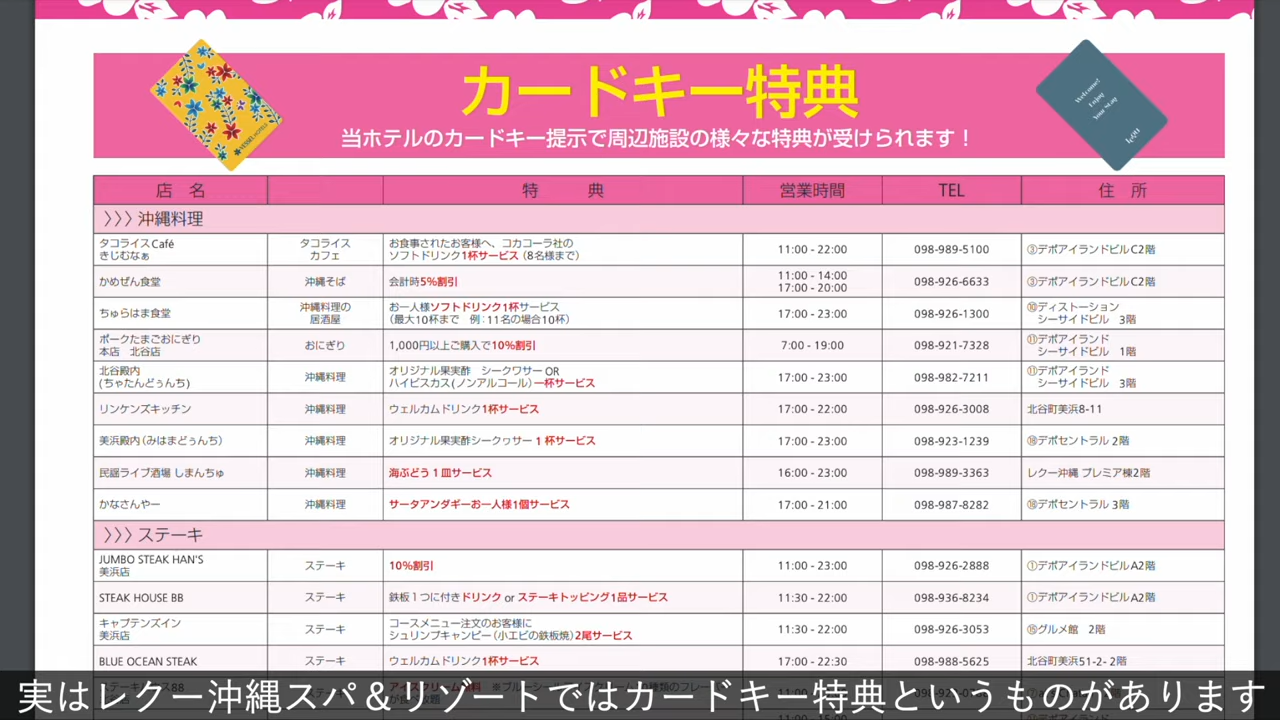 カードキー特典
当ホテルのカードキー提示で周辺施設の様々な特典が受けられます！
VESSEL HOTELS
Welcome!
Enjoy
Your Stay
店名 特典 営業時間 TEL 住所
>>> 沖縄料理
タコライスCafé きじむなぁ タコライスカフェ お食事されたお客様へ、コカコーラ社のソフトドリンク1杯サービス（8名様まで） 11:00 - 22:00 098-989-5100 ③デポアイランドビルC2階
かめぜん食堂 沖縄そば 会計時5%割引 11:00 - 14:00 17:00 - 20:00 098-926-6633 ③デポアイランドビルC2階
ちゅらはま食堂 沖縄料理の居酒屋 お一人様ソフトドリンク1杯サービス（最大10杯まで 例：11名の場合10杯） 17:00 - 23:00 098-926-1300 ⑩ディストーションシーサイドビル 3階
ポークたまごおにぎり本店 北谷店 おにぎり 1,000円以上ご購入で10%割引 7:00 - 19:00 098-921-7328 ⑪デポアイランドシーサイドビル 1階
北谷殿内(ちゃたんどぅんち) 沖縄料理 オリジナル果実酢 シークワサー OR ハイビスカス(ノンアルコール)一杯サービス 17:00 - 23:00 098-982-7211 ⑪デポアイランドシーサイドビル 3階
リンケンズキッチン 沖縄料理 ウェルカムドリンク1杯サービス 17:00 - 22:00 098-926-3008 北谷町美浜8-11
美浜殿内（みはまどぅんち） 沖縄料理 オリジナル果実酢シークヮサー 1 杯サービス 17:00 - 23:00 098-923-1239 ⑱デポセントラル 2階
民謡ライブ酒場 しまんちゅ 沖縄料理 海ぶどう 1 皿サービス 16:00 - 23:00 098-989-3363 レクー沖縄 プレミア棟2階
かなさんやー 沖縄料理 サータアンダギーお一人様1個サービス 17:00 - 21:00 098-987-8282 ⑱デポセントラル 3階
>>> ステーキ
JUMBO STEAK HAN'S 美浜店 ステーキ 10%割引 11:00 - 23:00 098-926-2888 ①デポアイランドビルA2階
STEAK HOUSE BB ステーキ 鉄板１つに付きドリンク or ステーキトッピング1品サービス 11:30 - 22:00 098-936-8234 ①デポアイランドビルA2階
キャプテンズイン 美浜店 ステーキ コースメニュー注文のお客様にシュリンプキャンピー（小エビの鉄板焼）2尾サービス 11:30 - 22:00 098-926-3053 ⑮グルメ館 2階
BLUE OCEAN STEAK ステーキ ウェルカムドリンク1杯サービス 17:00 - 22:30 098-988-5625 北谷町美浜51-2- 2階
実はレクー沖縄スパ＆リゾートではカードキー特典というものがあります